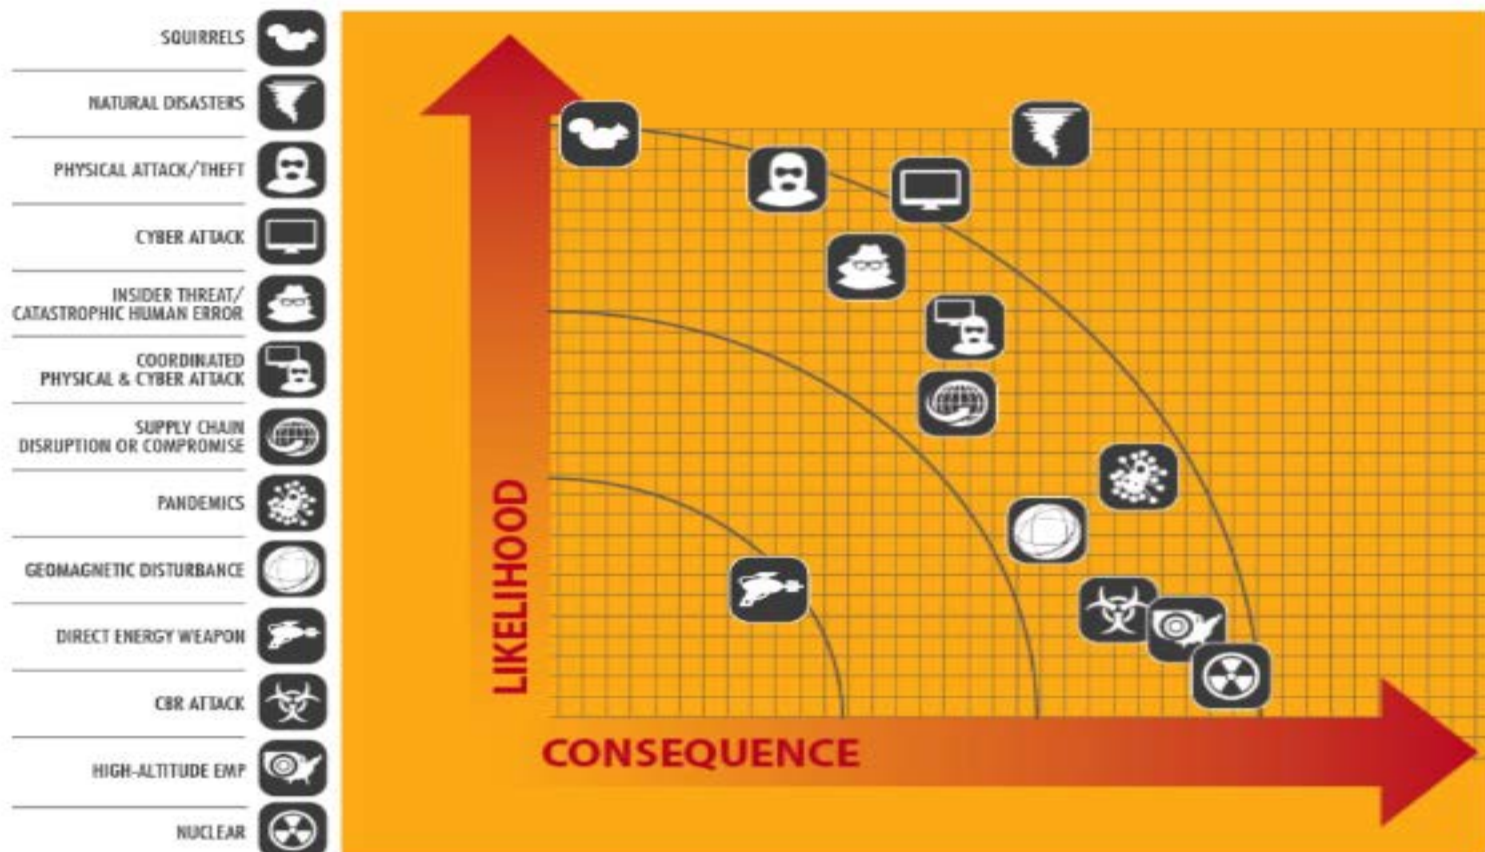 SQUIRRELS
NATURAL DISASTERS
PHYSICAL ATTACK/THEFT
CYBER ATTACK
INSIDER THREAT/
CATASTROPHIC HUMAN ERROR
COORDINATED
PHYSICAL & CYBER ATTACK
SUPPLY CHAIN
DISRUPTION OR COMPROMISE
PANDEMICS
GEOMAGNETIC DISTURBANCE
DIRECT ENERGY WEAPON
CBR ATTACK
HIGH-ALTITUDE EMP
NUCLEAR
LIKELIHOOD
CONSEQUENCE